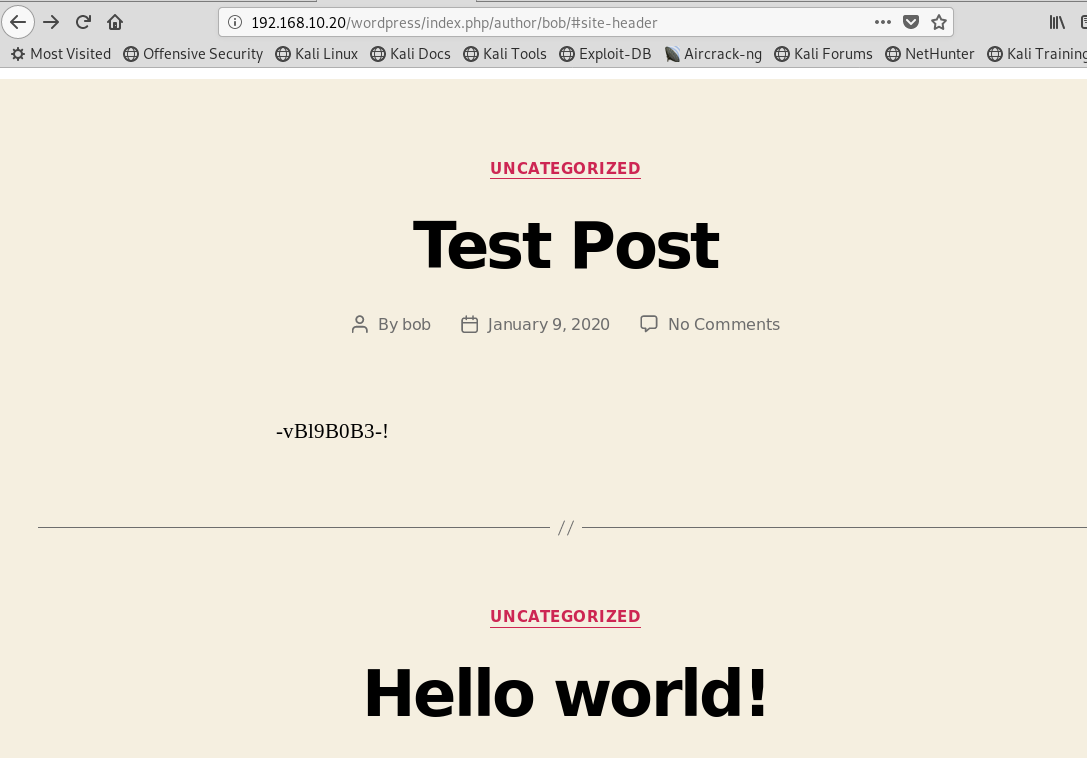 192.168.10.20/wordpress/index.php/author/bob/#site-header
Most Visited Offensive Security Kali Linux Kali Docs Kali Tools Exploit-DB Aircrack-ng Kali Forums NetHunter Kali Training
UNCATEGORIZED
Test Post
By bob January 9, 2020 No Comments
-vBl9B0B3-!
//
UNCATEGORIZED
Hello world!